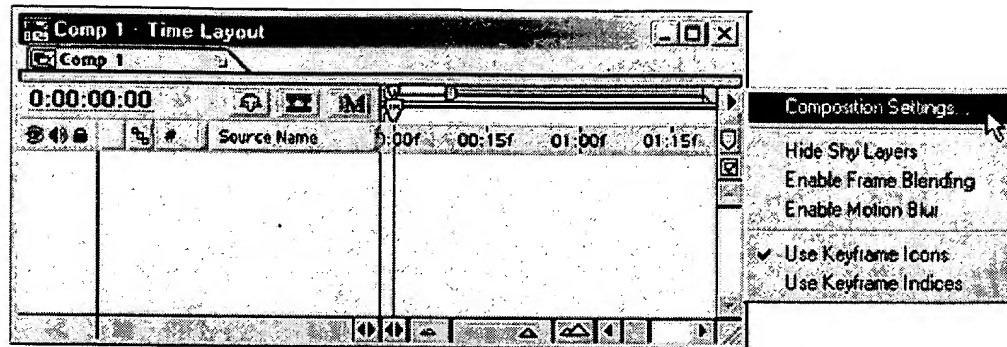 Comp 1 · Time Layout
Comp 1
0:00:00:00
M
# Source Name
0:00f 00:15f 01:00f 01:15f
Composition Settings...
Hide Shy Layers
Enable Frame Blending
Enable Motion Blur
Use Keyframe Icons
Use Keyframe Indices